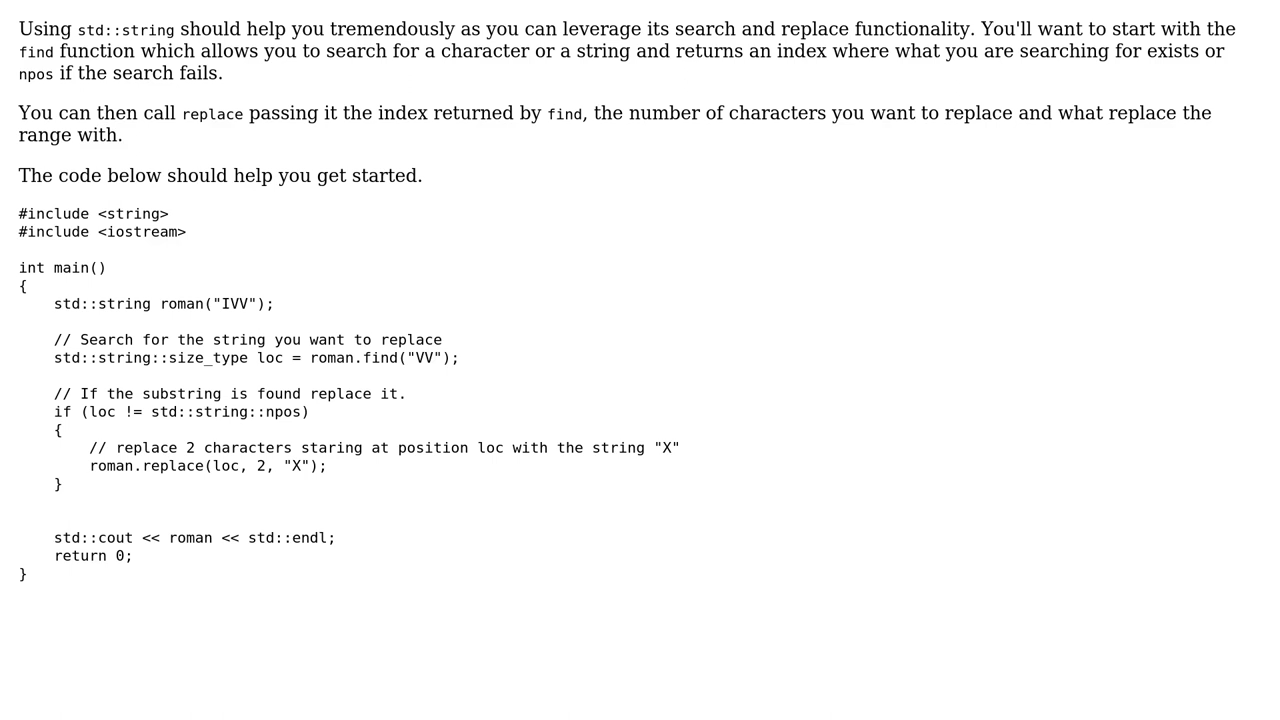 Using std::string should help you tremendously as you can leverage its search and replace functionality. You'll want to start with the
find function which allows you to search for a character or a string and returns an index where what you are searching for exists or
npos if the search fails.
You can then call replace passing it the index returned by find, the number of characters you want to replace and what replace the
range with.
The code below should help you get started.
#include <string>
#include <iostream>
int main()
{
    std::string roman("IVV");
    // Search for the string you want to replace
    std::string::size_type loc = roman.find("VV");
    // If the substring is found replace it.
    if (loc != std::string::npos)
    {
        // replace 2 characters staring at position loc with the string "X"
        roman.replace(loc, 2, "X");
    }
    std::cout << roman << std::endl;
    return 0;
}